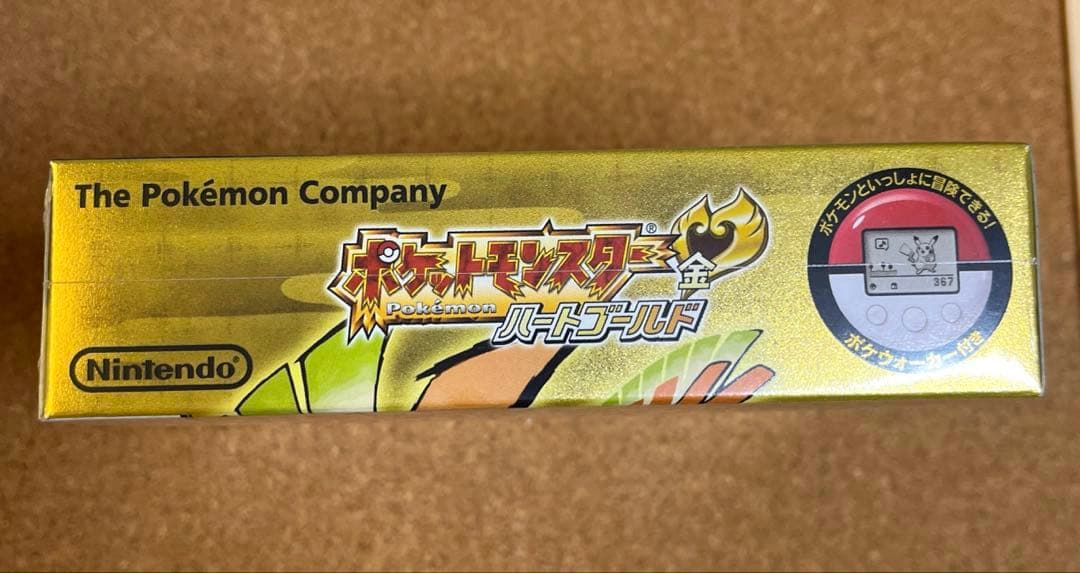 The Pokémon Company
ポケットモンスター®
Pokémon
金
ハートゴールド
Nintendo®
ポケモンといっしょに冒険できる!
367
ポケウォーカー付き